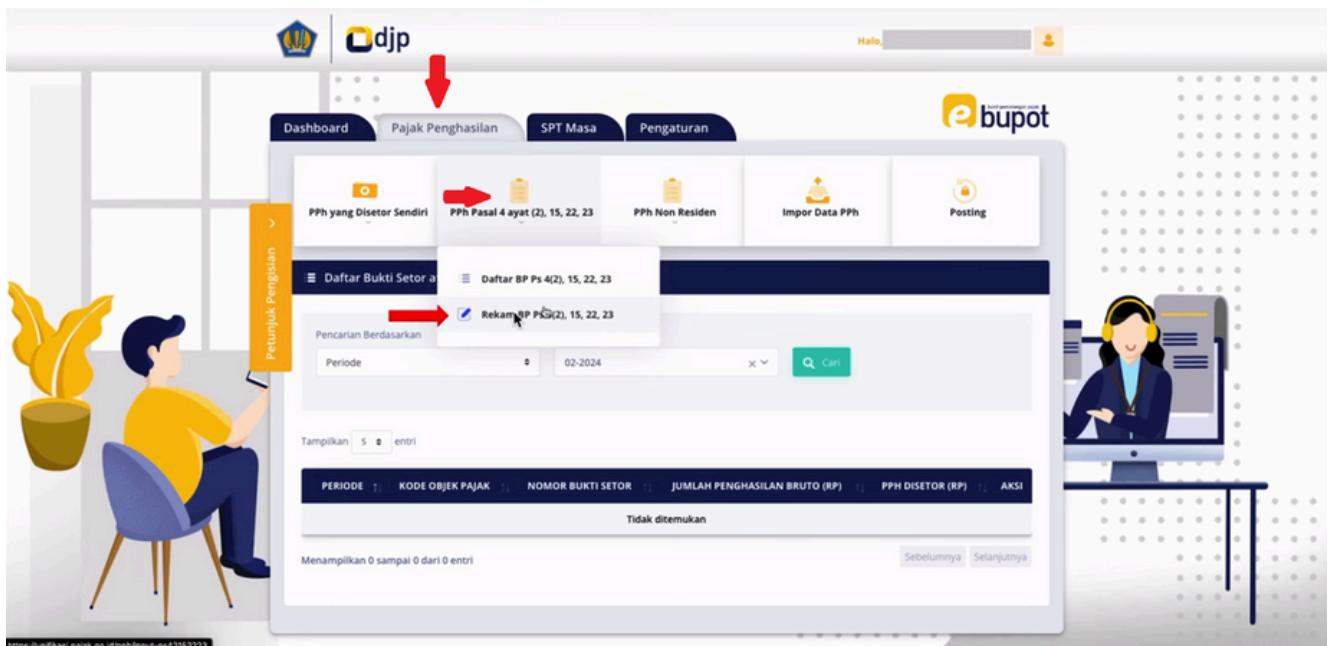 djp
Halo,
bupot
Dashboard
Pajak Penghasilan
SPT Masa
Pengaturan
PPh yang Disetor Sendiri
PPh Pasal 4 ayat (2), 15, 22, 23
PPh Non Residen
Impor Data PPh
Posting
Petunjuk Pengisian
Daftar Bukti Setor a
Daftar BP Ps 4(2), 15, 22, 23
Rekam BP Ps (2), 15, 22, 23
Pencarian Berdasarkan
Periode
02-2024
Cari
Tampilkan 5 entri
PERIODE KODE OBJEK PAJAK NOMOR BUKTI SETOR JUMLAH PENGHASILAN BRUTO (RP) PPH DISETOR (RP) AKSI
Tidak ditemukan
Menampilkan 0 sampai 0 dari 0 entri
Sebelumnya Selanjutnya